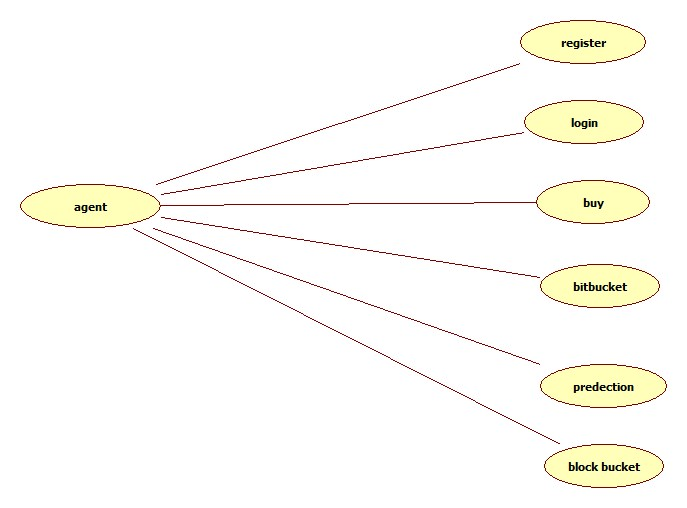 register
login
agent
buy
bitbucket
predection
block bucket